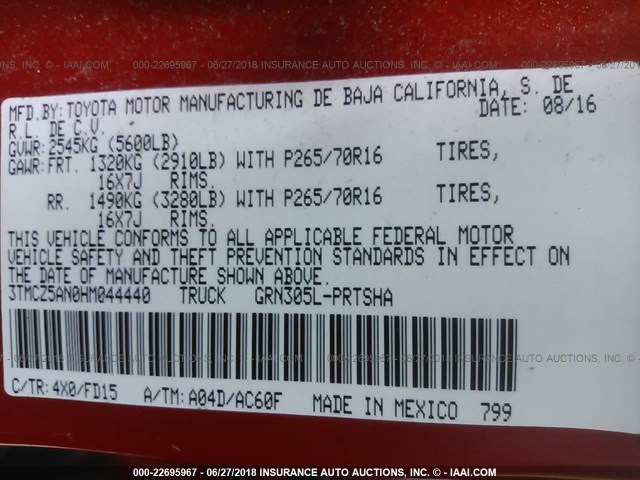 000-22695967 - 06/27/2018 INSURANCE AUTO AUCTIONS, INC. - © IAAI.COM
MFD.BY: TOYOTA MOTOR MANUFACTURING DE BAJA CALIFORNIA, S. DE
R.L. DE C.V. DATE: 08/16
GVWR: 2545KG (5600LB)
GAWR: FRT. 1320KG (2910LB) WITH P265/70R16 TIRES,
16X7J RIMS.
RR. 1490KG (3280LB) WITH P265/70R16 TIRES,
16X7J RIMS.
THIS VEHICLE CONFORMS TO ALL APPLICABLE FEDERAL MOTOR
VEHICLE SAFETY AND THEFT PREVENTION STANDARDS IN EFFECT ON
THE DATE OF MANUFACTURE SHOWN ABOVE.
3TMCZ5AN0HM044440 TRUCK GRN305L-PRTSHA
C/TR: 4X0/FD15 A/TM: A04D/AC60F MADE IN MEXICO 799
000-22695967 - 06/27/2018 INSURANCE AUTO AUCTIONS, INC. - © IAAI.COM